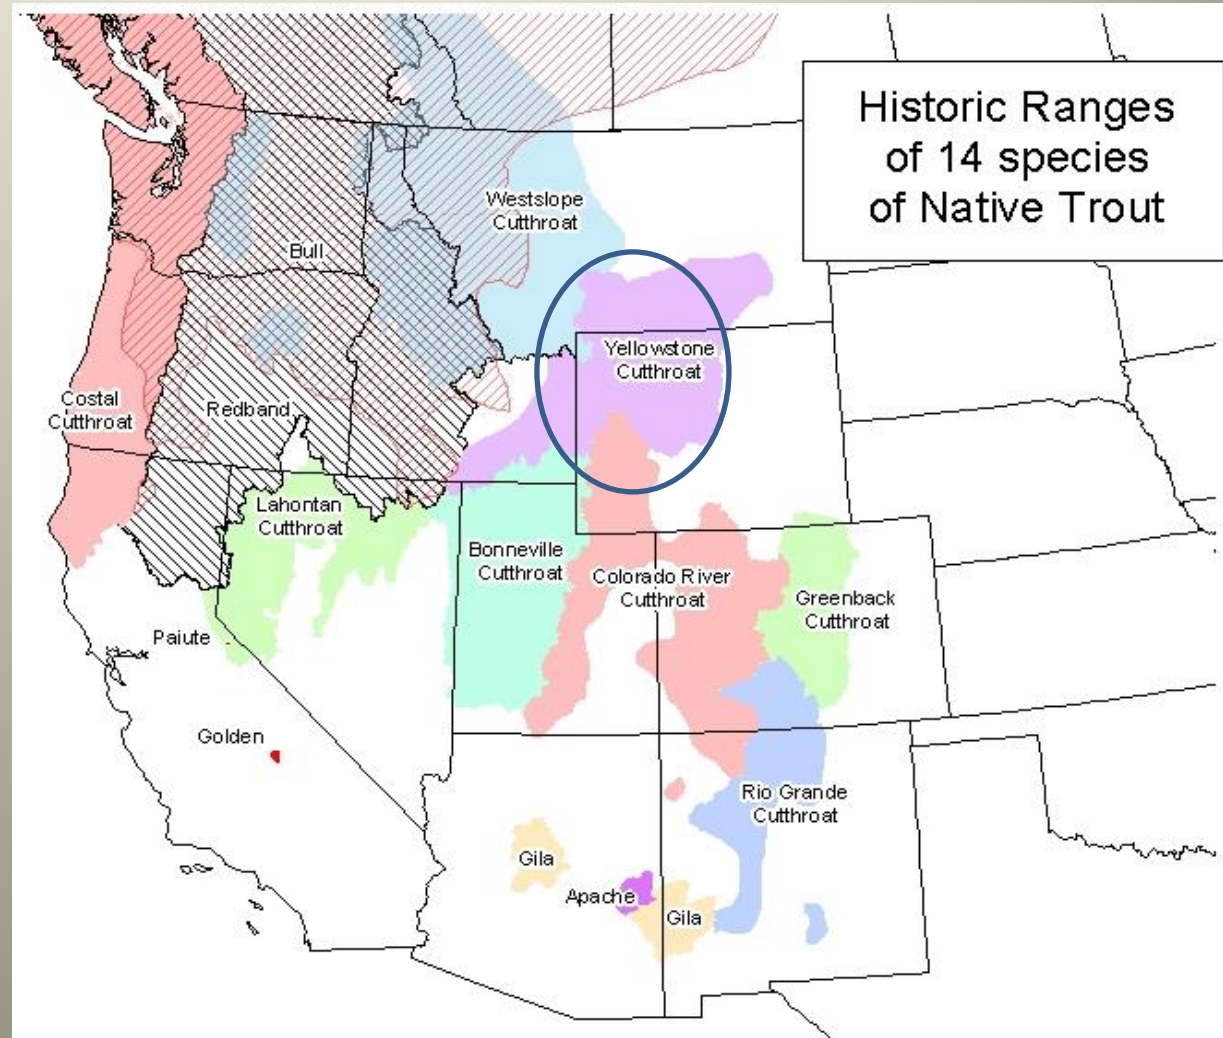 Historic Ranges
of 14 species
of Native Trout
Westslope
Cutthroat
Bull
Yellowstone
Cutthroat
Costal
Cutthroat
Redband
Lahontan
Cutthroat
Bonneville
Cutthroat
Colorado River
Cutthroat
Greenback
Cutthroat
Paiute
Golden
Rio Grande
Cutthroat
Gila
Apache
Gila